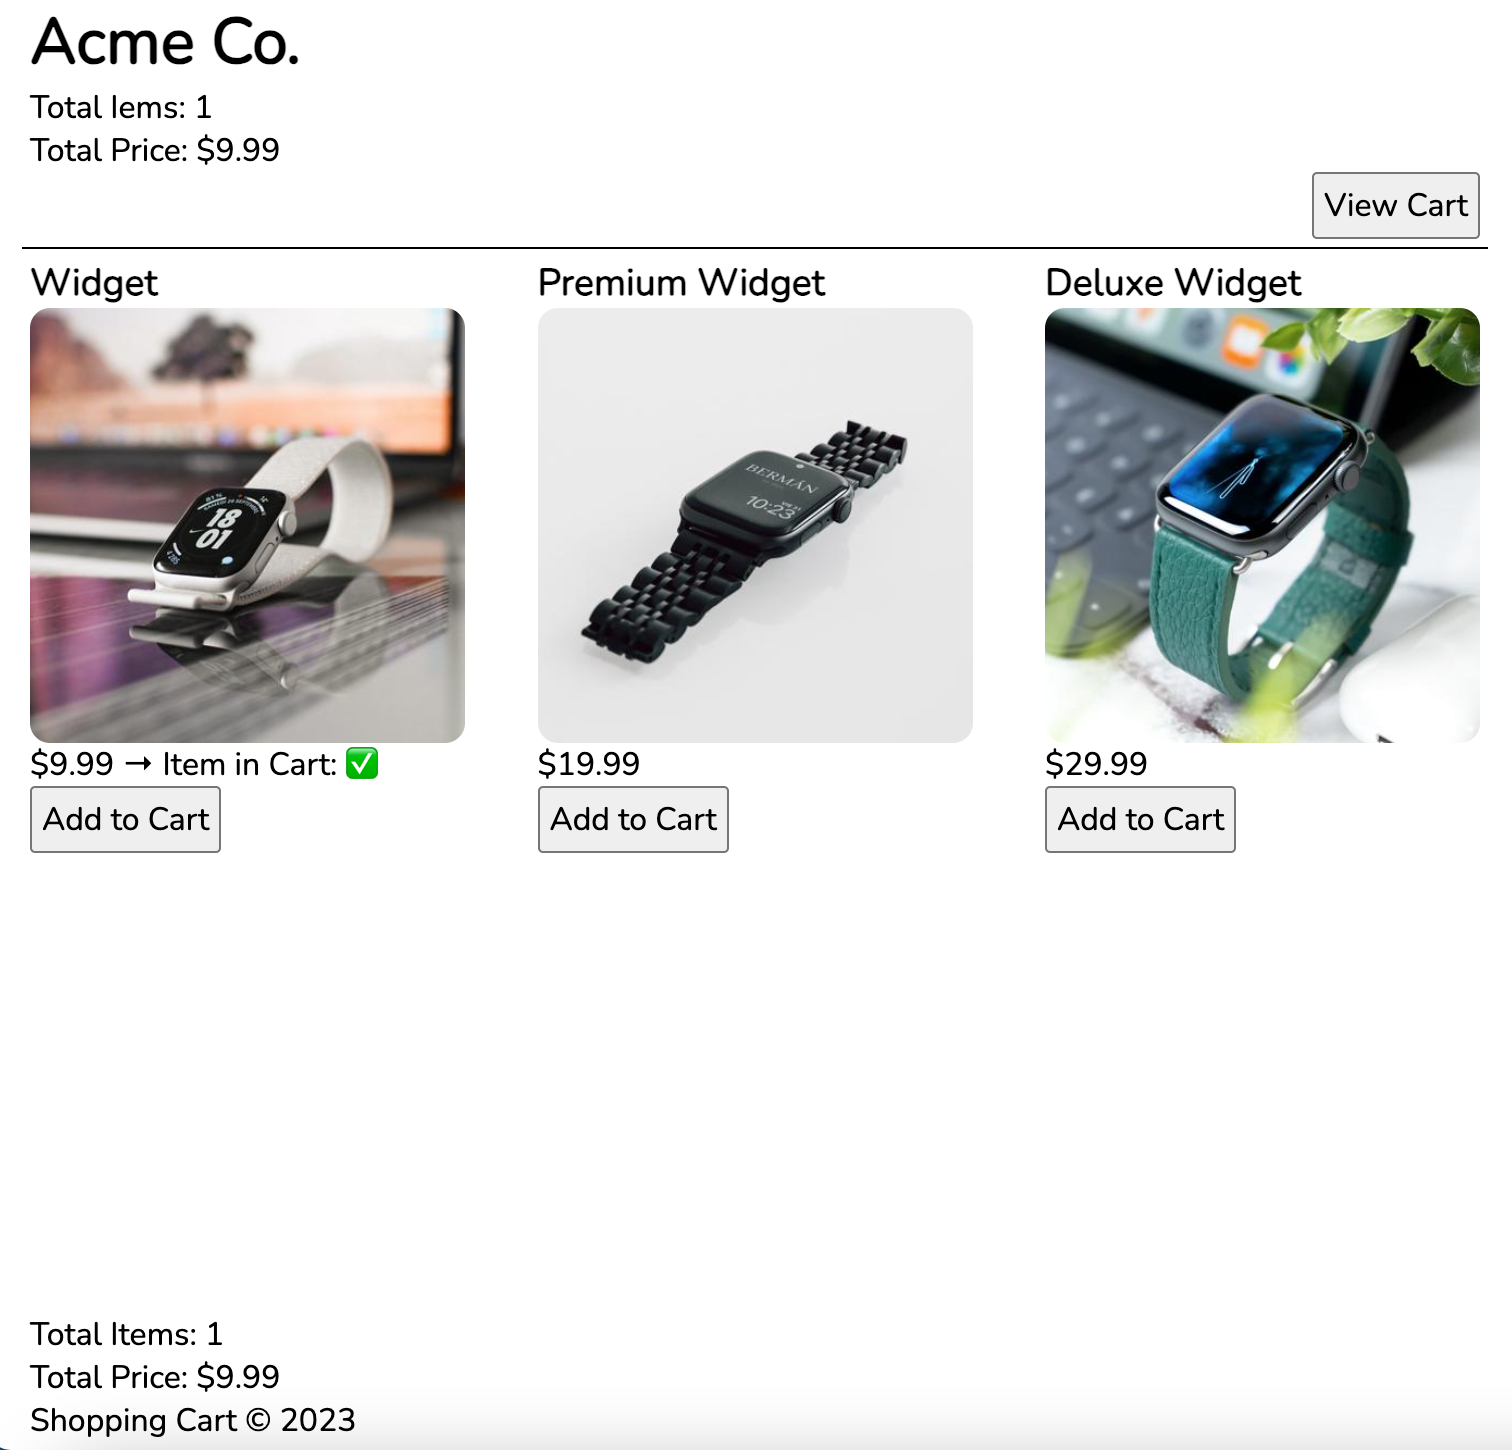 Acme Co.
Total Iems: 1
Total Price: $9.99
View Cart
Widget
Premium Widget
Deluxe Widget
18
01
BERMÁN
10:23
$9.99 → Item in Cart: ✅
$19.99
$29.99
Add to Cart
Add to Cart
Add to Cart
Total Items: 1
Total Price: $9.99
Shopping Cart © 2023